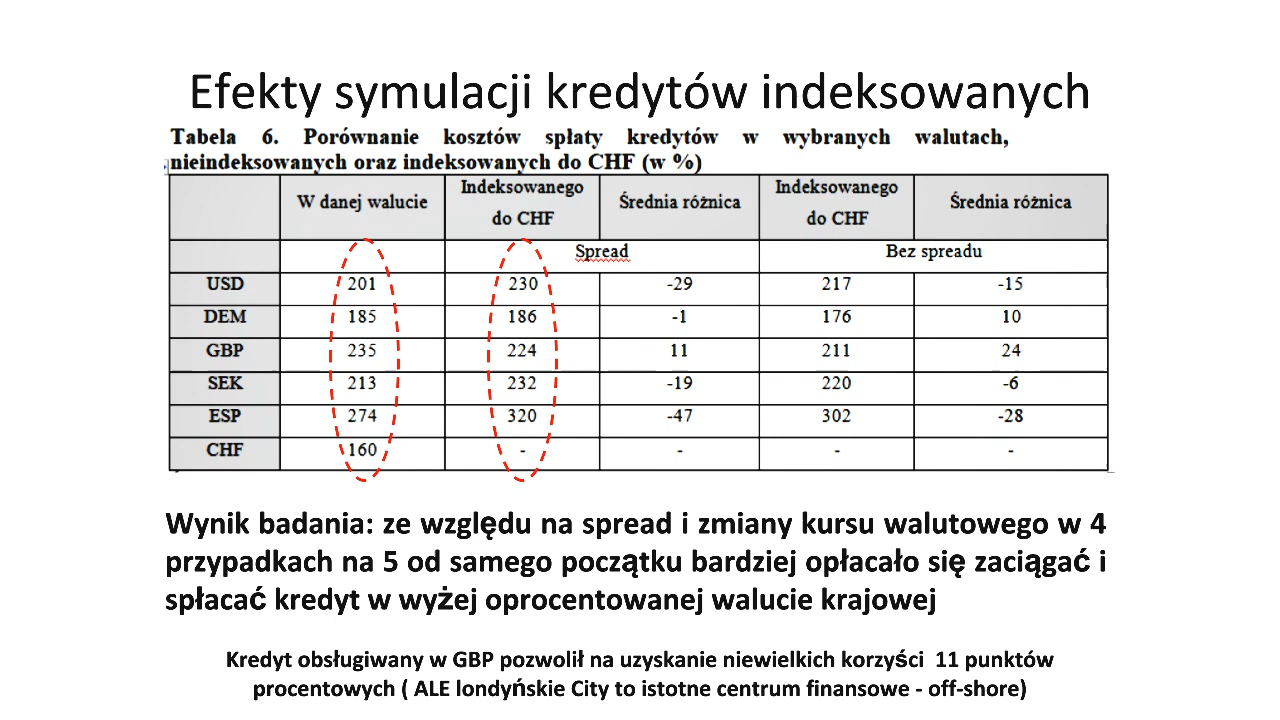 Efekty symulacji kredytów indeksowanych
Tabela 6. Porównanie kosztów spłaty kredytów w wybranych walutach,
nieindeksowanych oraz indeksowanych do CHF (w %)
W danej walucie Indeksowanego do CHF Średnia różnica Indeksowanego do CHF Średnia różnica
Spread Bez spreadu
USD 201 230 -29 217 -15
DEM 185 186 -1 176 10
GBP 235 224 11 211 24
SEK 213 232 -19 220 -6
ESP 274 320 -47 302 -28
CHF 160 - - - -
Wynik badania: ze względu na spread i zmiany kursu walutowego w 4
przypadkach na 5 od samego początku bardziej opłacało się zaciągać i
spłacać kredyt w wyżej oprocentowanej walucie krajowej
Kredyt obsługiwany w GBP pozwolił na uzyskanie niewielkich korzyści 11 punktów
procentowych ( ALE londyńskie City to istotne centrum finansowe - off-shore)